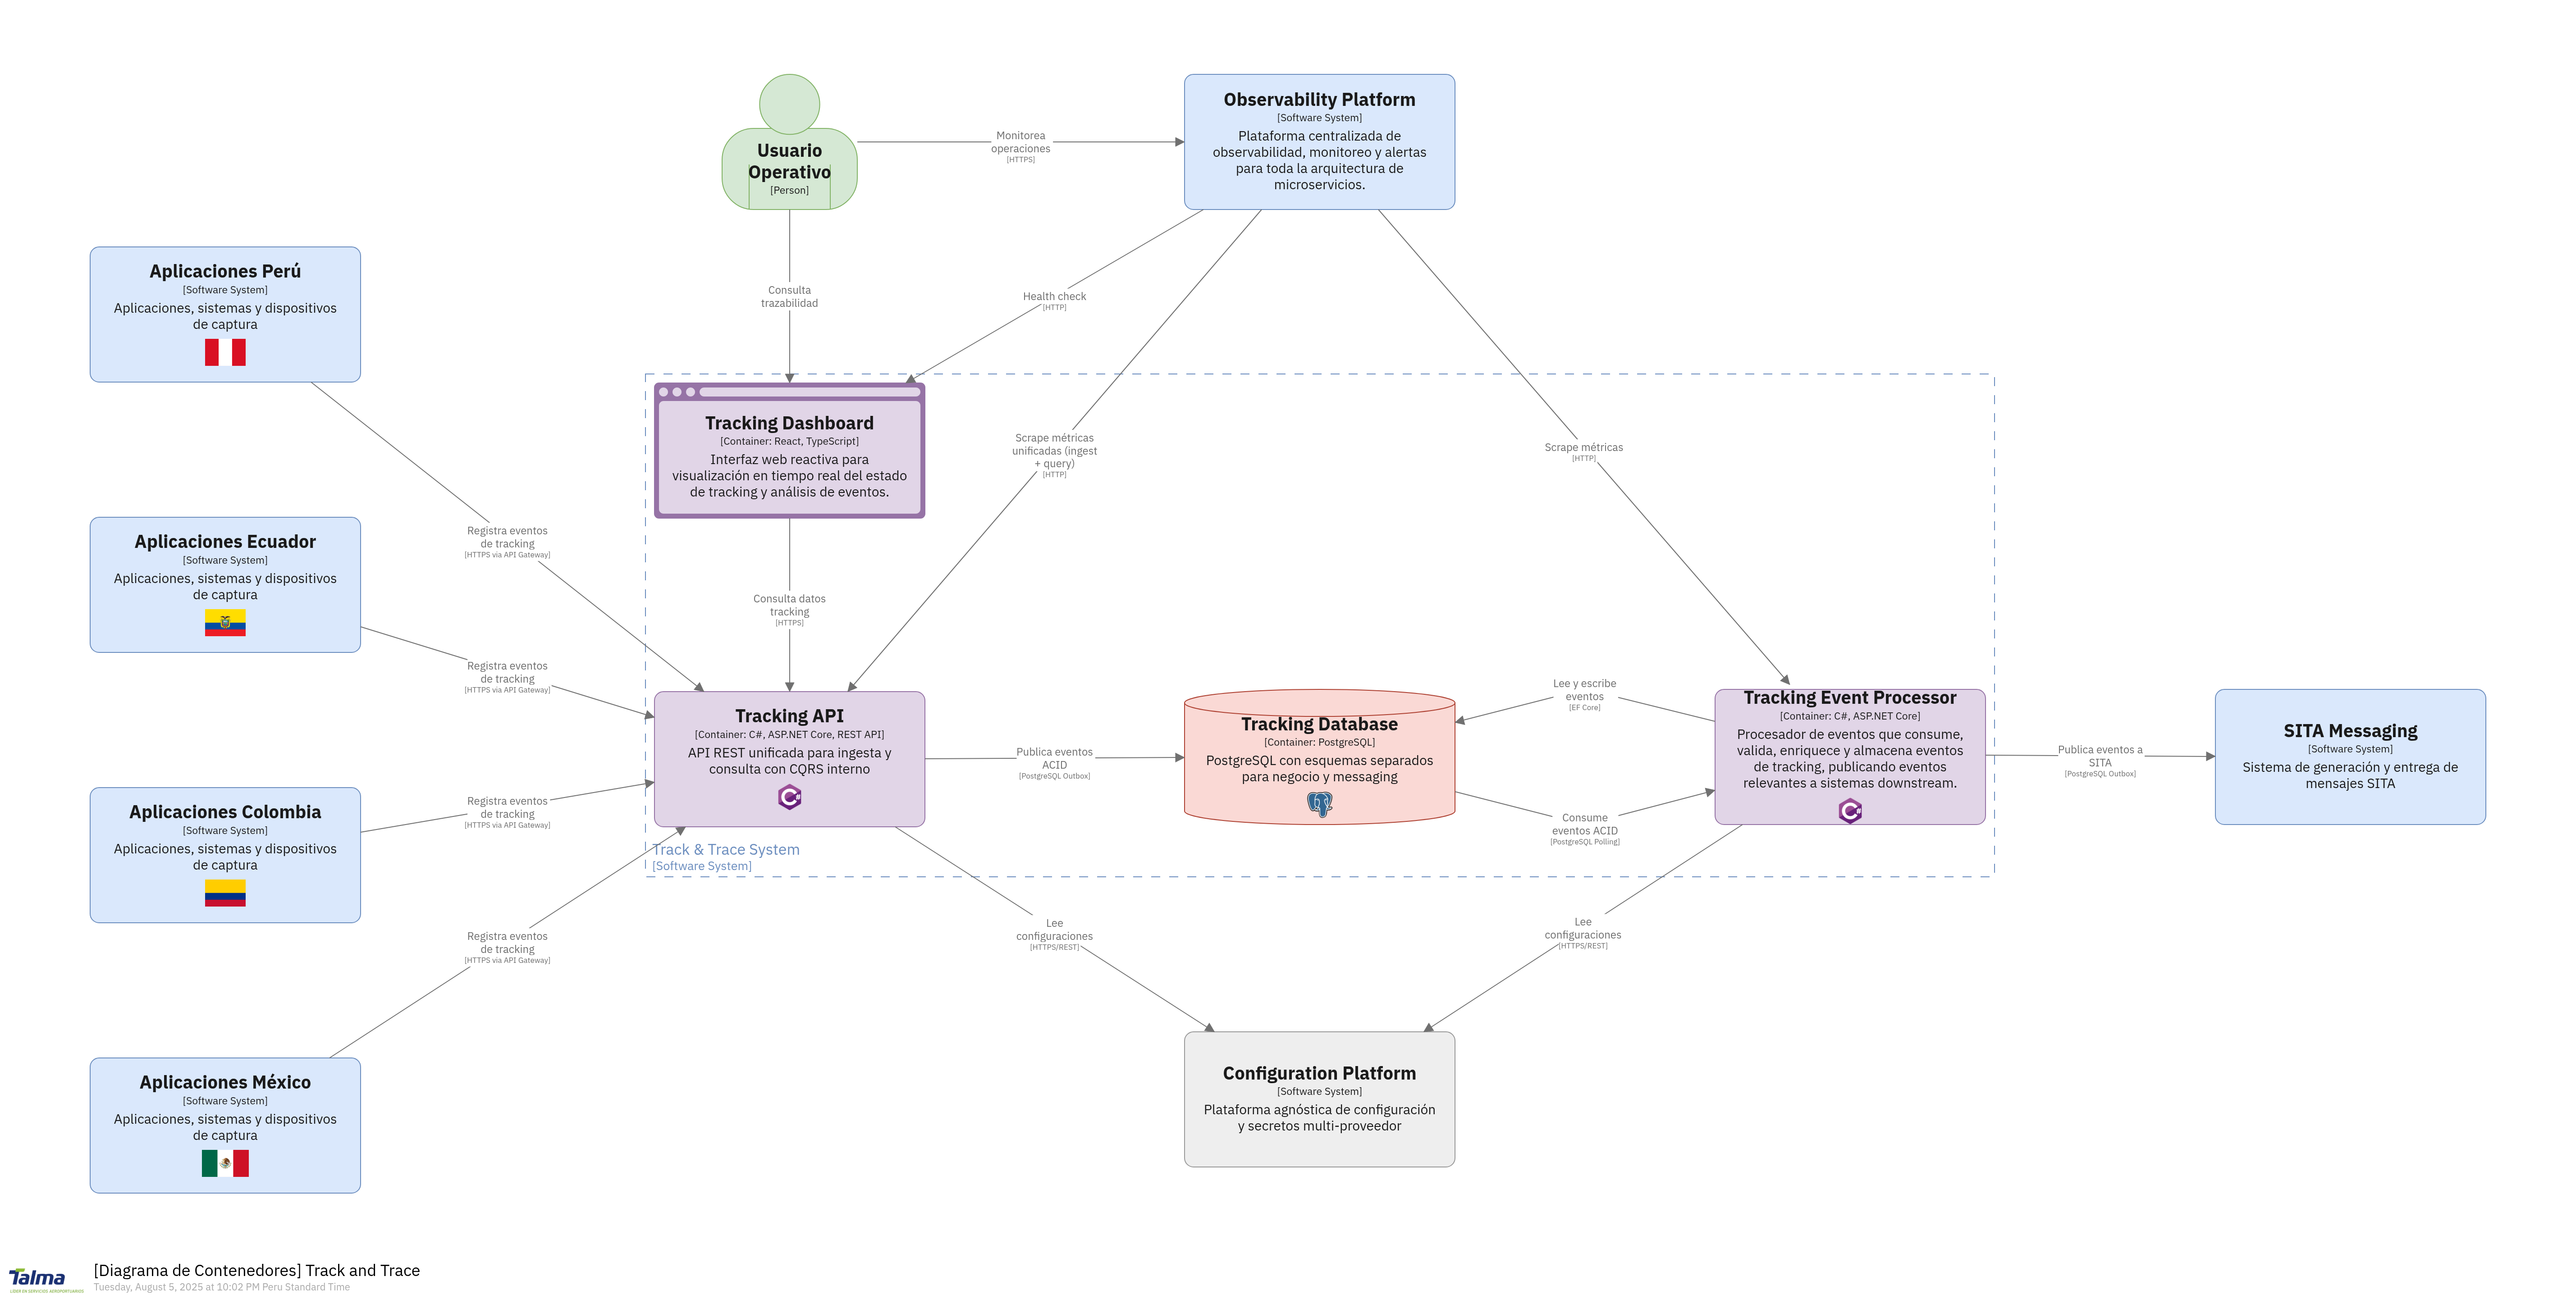 Usuario
Operativo
[Person]
Monitorea
operaciones
[HTTPS]
Observability Platform
[Software System]
Plataforma centralizada de
observabilidad, monitoreo y alertas
para toda la arquitectura de
microservicios.
Aplicaciones Perú
[Software System]
Aplicaciones, sistemas y dispositivos
de captura
Consulta
trazabilidad
Health check
[HTTP]
Tracking Dashboard
[Container: React, TypeScript]
Interfaz web reactiva para
visualización en tiempo real del estado
de tracking y análisis de eventos.
Scrape métricas
unificadas (ingest
+ query)
[HTTP]
Scrape métricas
[HTTP]
Registra eventos
de tracking
[HTTPS via API Gateway]
Aplicaciones Ecuador
[Software System]
Aplicaciones, sistemas y dispositivos
de captura
Consulta datos
tracking
[HTTPS]
Registra eventos
de tracking
[HTTPS via API Gateway]
Tracking API
[Container: C#, ASP.NET Core, REST API]
API REST unificada para ingesta y
consulta con CQRS interno
Publica eventos
ACID
[PostgreSQL Outbox]
Tracking Database
[Container: PostgreSQL]
PostgreSQL con esquemas separados
para negocio y messaging
Lee y escribe
eventos
[EF Core]
Consume
eventos ACID
[PostgreSQL Polling]
Tracking Event Processor
[Container: C#, ASP.NET Core]
Procesador de eventos que consume,
valida, enriquece y almacena eventos
de tracking, publicando eventos
relevantes a sistemas downstream.
Publica eventos a
SITA
[PostgreSQL Outbox]
SITA Messaging
[Software System]
Sistema de generación y entrega de
mensajes SITA
Aplicaciones Colombia
[Software System]
Aplicaciones, sistemas y dispositivos
de captura
Registra eventos
de tracking
[HTTPS via API Gateway]
Track & Trace System
[Software System]
Registra eventos
de tracking
[HTTPS via API Gateway]
Lee
configuraciones
[HTTPS/REST]
Lee
configuraciones
[HTTPS/REST]
Aplicaciones México
[Software System]
Aplicaciones, sistemas y dispositivos
de captura
Configuration Platform
[Software System]
Plataforma agnóstica de configuración
y secretos multi-proveedor
Talma
LÍDER EN SERVICIOS AEROPORTUARIOS
[Diagrama de Contenedores] Track and Trace
Tuesday, August 5, 2025 at 10:02 PM Peru Standard Time